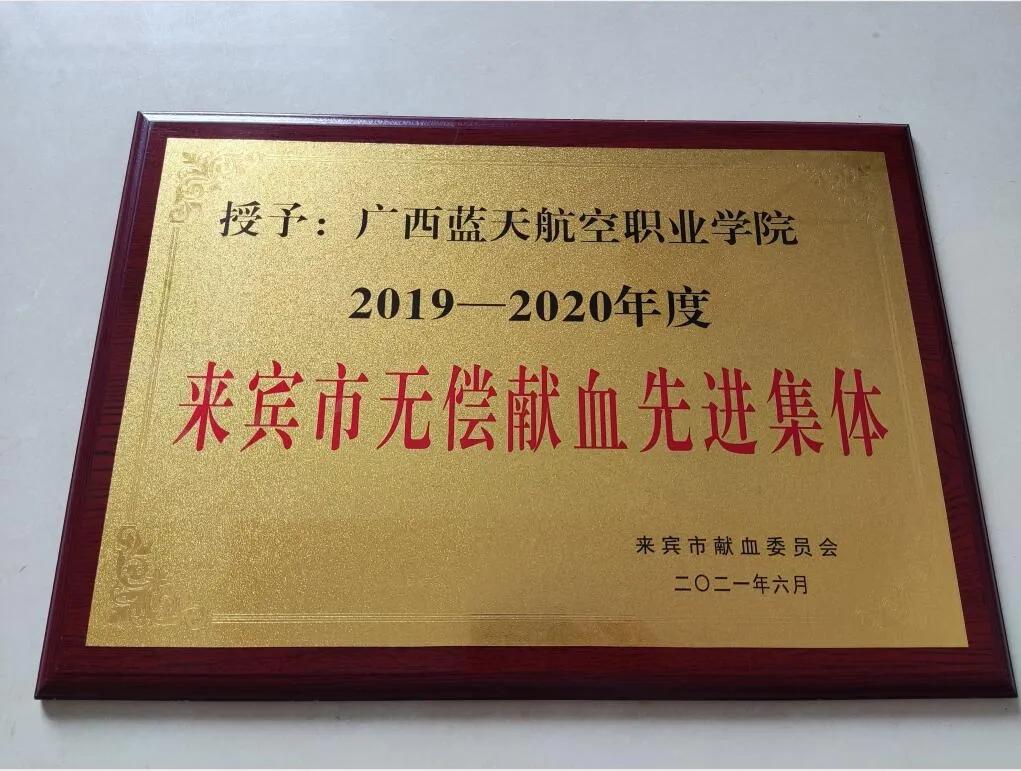 授予：广西蓝天航空职业学院
2019—2020年度
来宾市无偿献血先进集体
来宾市献血委员会
二〇二一年六月